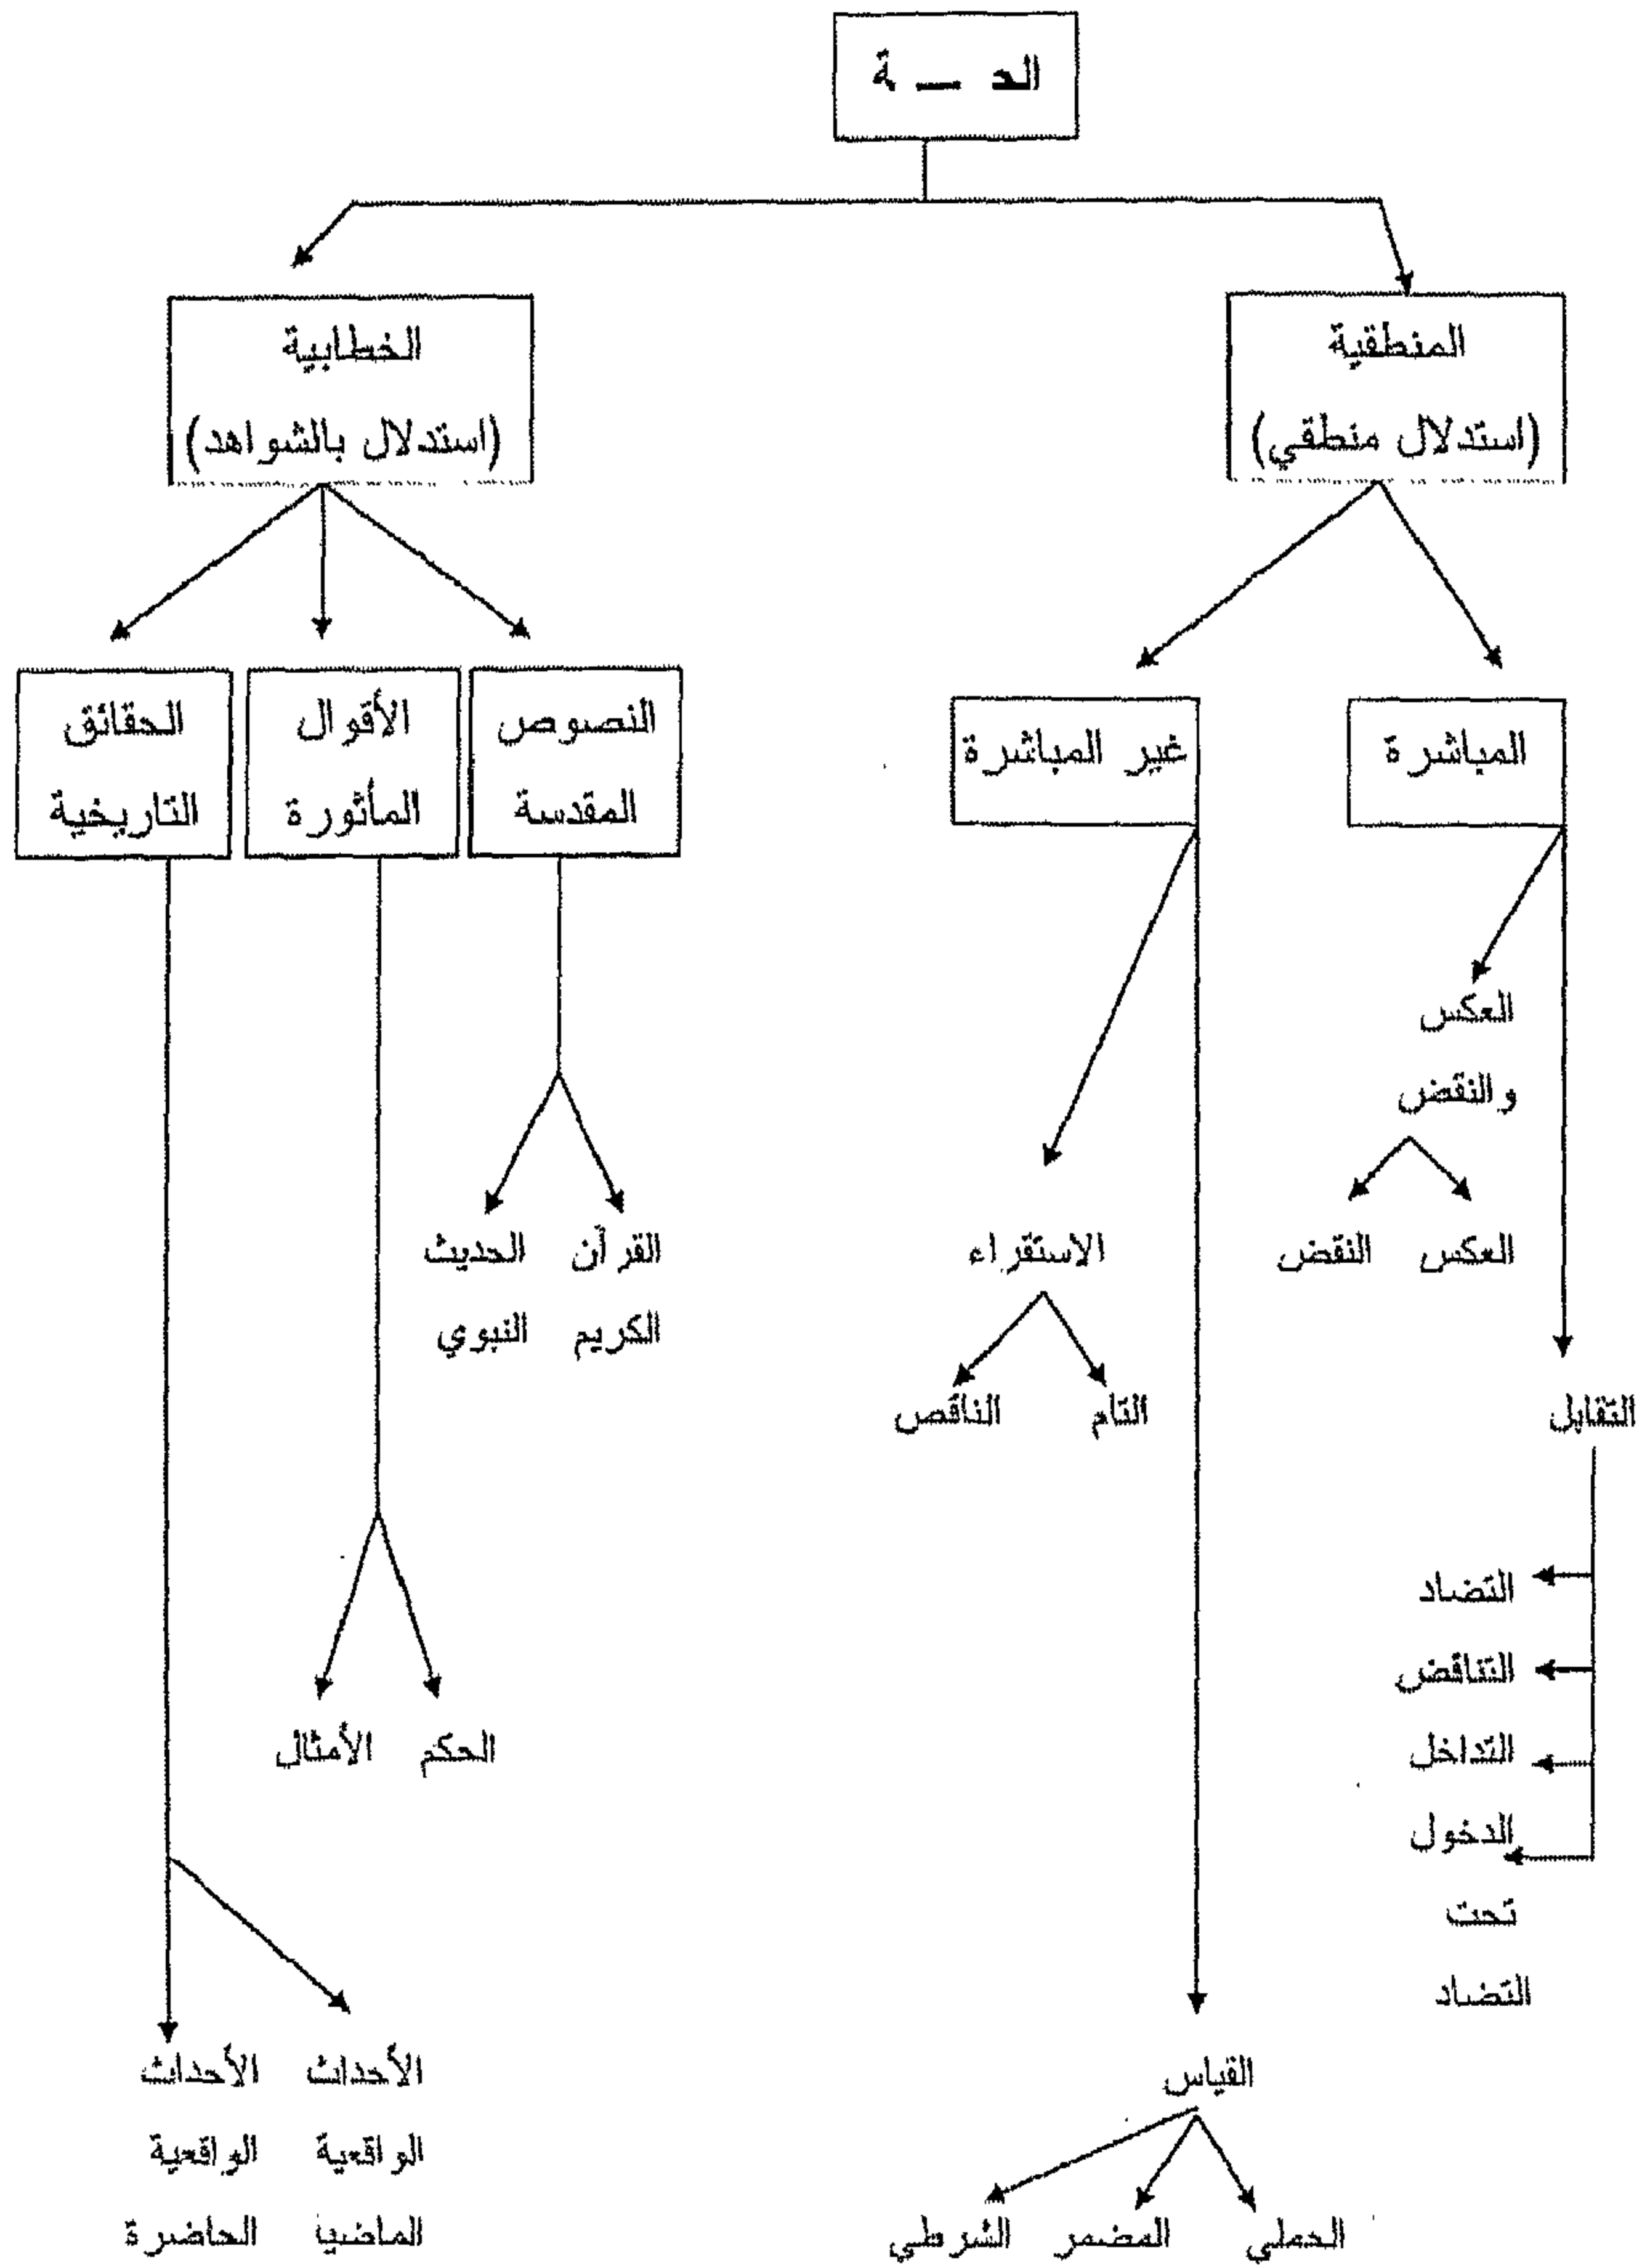 المنطقية
(استدلال منطقي)
الخطابية
(استدلال بالشواهد)
المباشرة
غير المباشرة
النصوص
المقدسة
الأقوال
المأثورة
الحقائق
التاريخية
العكس
والنقض
العكس
النقض
الاستقراء
القرآن
الكريم
الحديث
النبوي
التقابل
التام
الناقص
التضاد
التناقض
التداخل
الدخول
تحت
التضاد
الحكم
الأمثال
القياس
الأحداث
الواقعية
الماضيا
الأحداث
الواقعية
الحاضرة
الحملي
المضمر
الشرطي